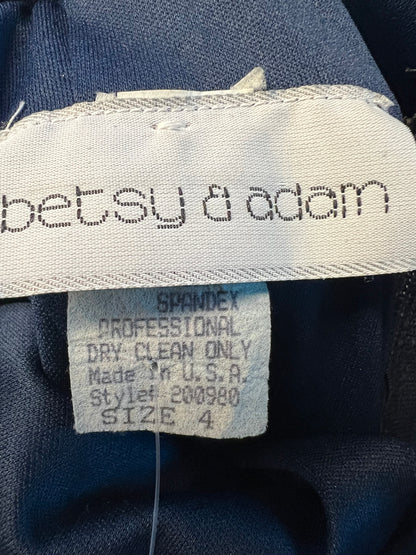 betsy & adam
SPANDEX
PROFESSIONAL
DRY CLEAN ONLY
Made in U.S.A.
Style# 200980
SIZE 4